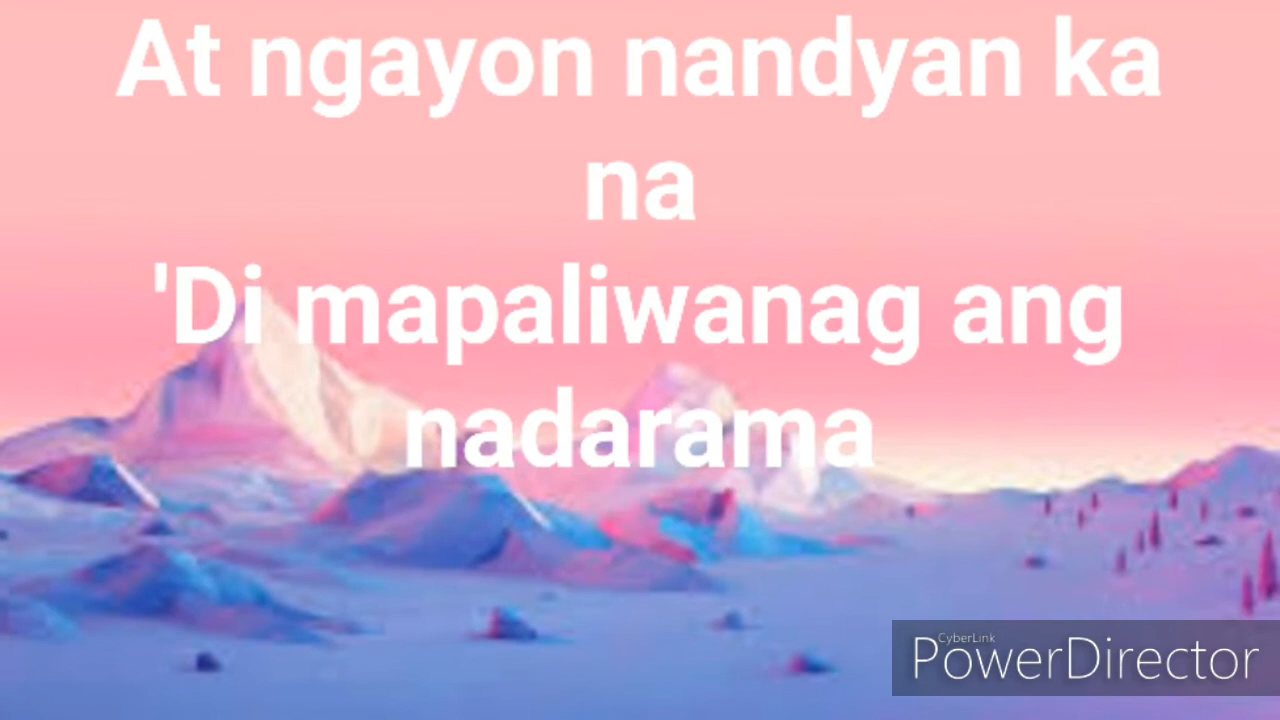 At ngayon nandyan ka
na
'Di mapaliwanag ang
nadarama
CyberLink
PowerDirector